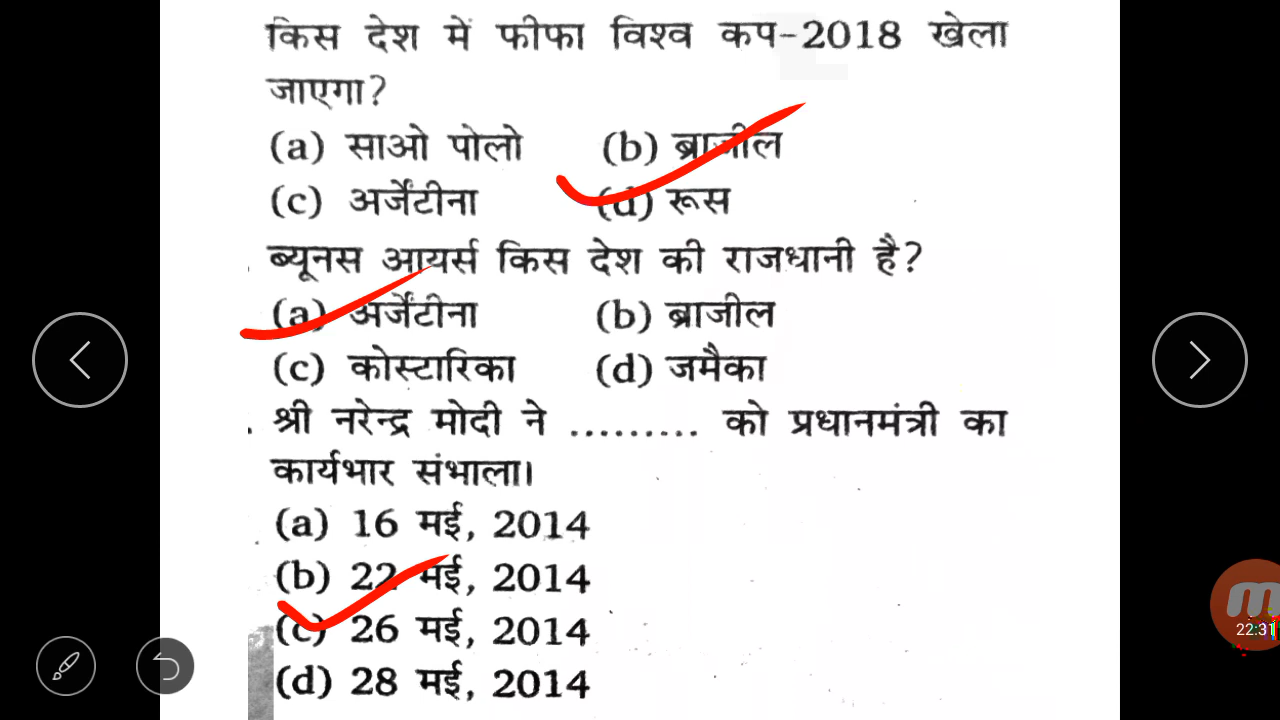 किस देश में फीफा विश्व कप-2018 खेला
जाएगा?
(a) साओ पोलो (b) ब्राजील
(c) अर्जेंटीना (d) रूस
ब्यूनस आयर्स किस देश की राजधानी है?
(a) अर्जेंटीना (b) ब्राजील
(c) कोस्टारिका (d) जमैका
श्री नरेन्द्र मोदी ने ......... को प्रधानमंत्री का
कार्यभार संभाला।
(a) 16 मई, 2014
(b) 22 मई, 2014
(c) 26 मई, 2014
(d) 28 मई, 2014
22:31